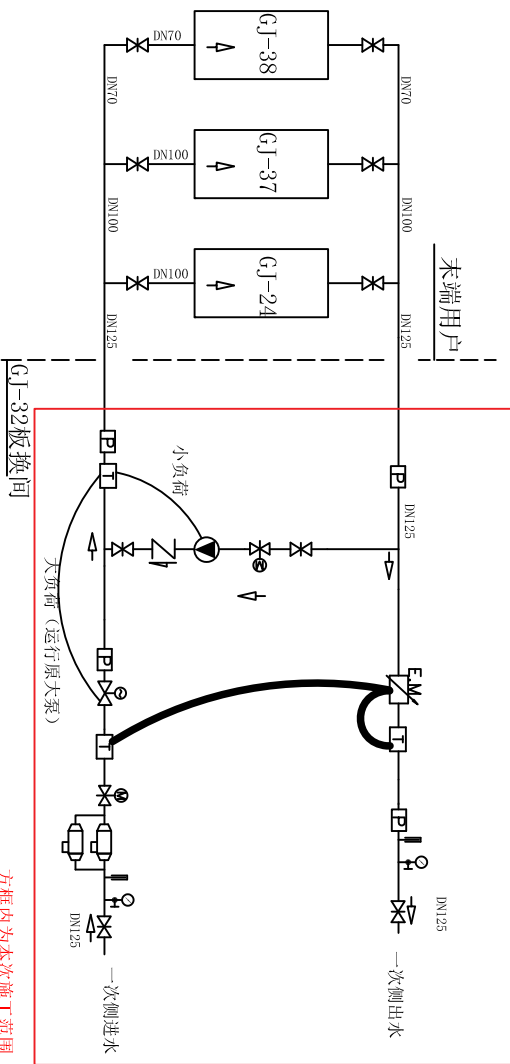 GJ-38
DN70
DN70
DN70
GJ-37
DN100
DN100
DN100
GJ-24
DN100
DN125
DN125
末端用户
GJ-32板换间
P
T
P
DN125
小负荷
M
大负荷（运行原大泵）
P
T
E.M.
T
M
P
DN125
DN125
一次侧进水
一次侧出水
方框内为本次施工范围